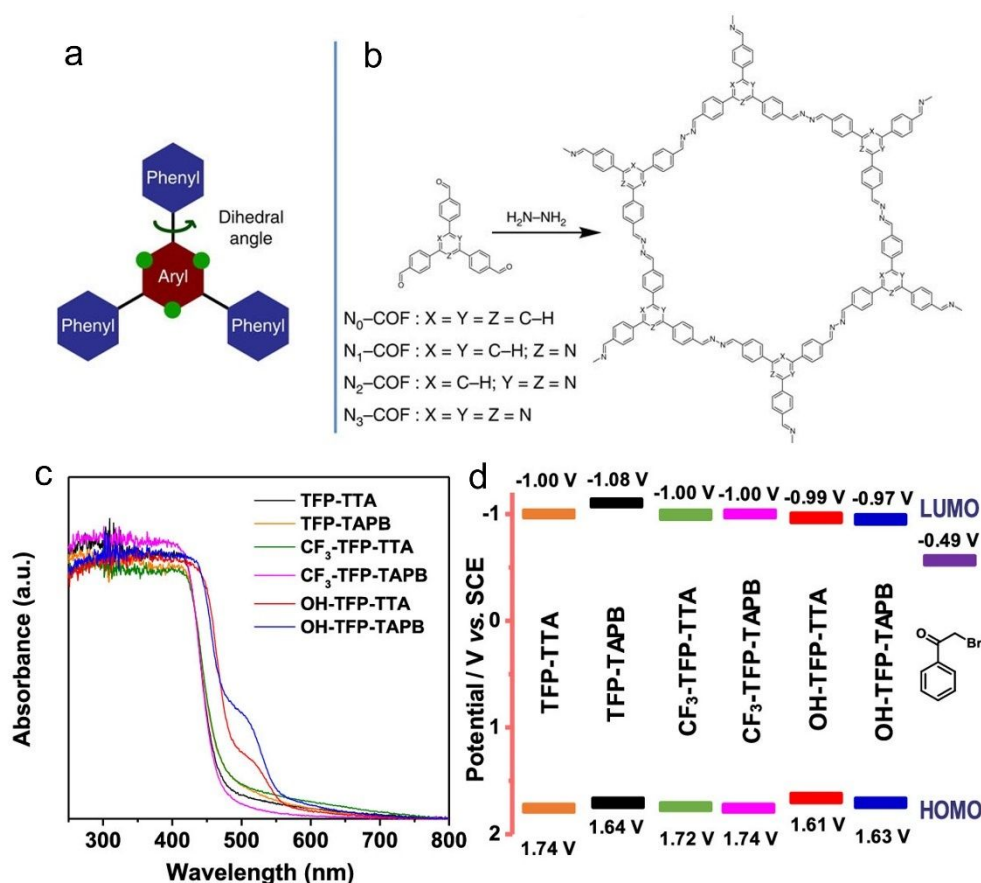 a
Phenyl
Dihedral
angle
Aryl
Phenyl
Phenyl
b
H₂N–NH₂
N₀–COF : X = Y = Z = C–H
N₁–COF : X = Y = C–H; Z = N
N₂–COF : X = C–H; Y = Z = N
N₃–COF : X = Y = Z = N
c
TFP-TTA
TFP-TAPB
CF₃-TFP-TTA
CF₃-TFP-TAPB
OH-TFP-TTA
OH-TFP-TAPB
Absorbance (a.u.)
300 400 500 600 700 800
Wavelength (nm)
d
-1.00 V -1.08 V -1.00 V -1.00 V -0.99 V -0.97 V
LUMO
-0.49 V
-1
0
1
2
Potential / V vs. SCE
TFP-TTA
TFP-TAPB
CF₃-TFP-TTA
CF₃-TFP-TAPB
OH-TFP-TTA
OH-TFP-TAPB
O
Br
HOMO
1.74 V 1.64 V 1.72 V 1.74 V 1.61 V 1.63 V